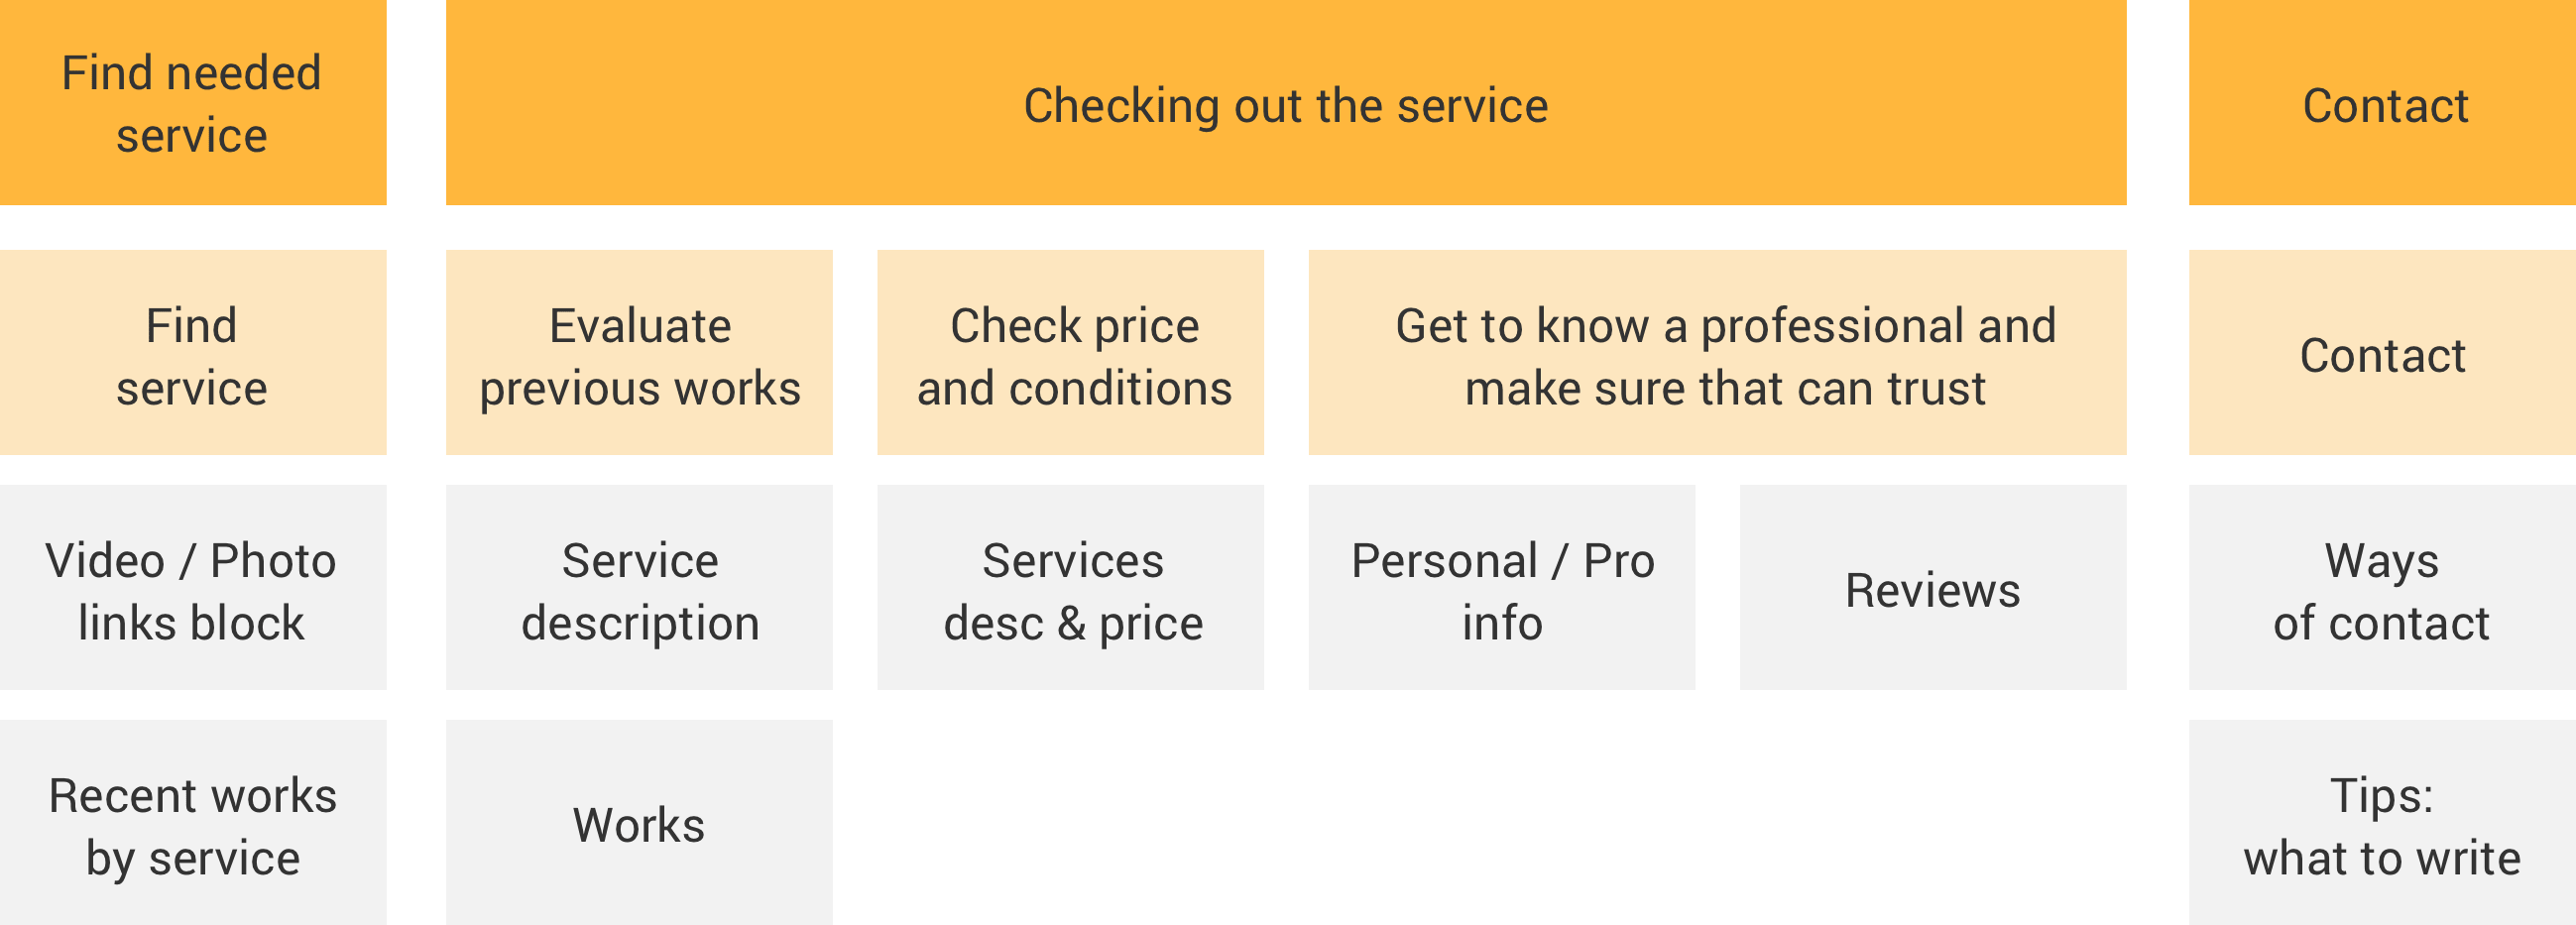 Find needed
service
Checking out the service
Contact
Find
service
Evaluate
previous works
Check price
and conditions
Get to know a professional and
make sure that can trust
Contact
Video / Photo
links block
Service
description
Services
desc & price
Personal / Pro
info
Reviews
Ways
of contact
Recent works
by service
Works
Tips:
what to write